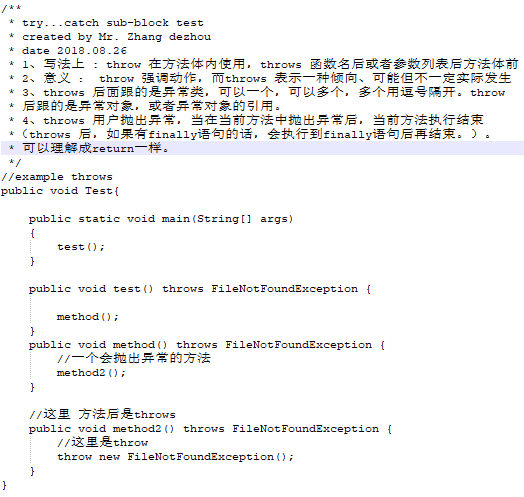 /**
 * try...catch sub-block test
 * created by Mr. Zhang dezhou
 * date 2018.08.26
 * 1、写法上 : throw 在方法体内使用，throws 函数名后或者参数列表后方法体前
 * 2、意义 :  throw 强调动作，而throws 表示一种倾向、可能但不一定实际发生
 * 3、throws 后面跟的是异常类，可以一个，可以多个，多个用逗号隔开。throw
 * 后跟的是异常对象，或者异常对象的引用。
 * 4、throws 用户抛出异常，当在当前方法中抛出异常后，当前方法执行结束
 *（throws 后，如果有finally语句的话，会执行到finally语句后再结束。）。
 * 可以理解成return一样。
 */
//example throws
public void Test{
    public static void main(String[] args)
    {
        test();
    }
    public void test() throws FileNotFoundException {
        method();
    }
    public void method() throws FileNotFoundException {
        //一个会抛出异常的方法
        method2();
    }
    //这里 方法后是throws
    public void method2() throws FileNotFoundException {
        //这里是throw
        throw new FileNotFoundException();
    }
}